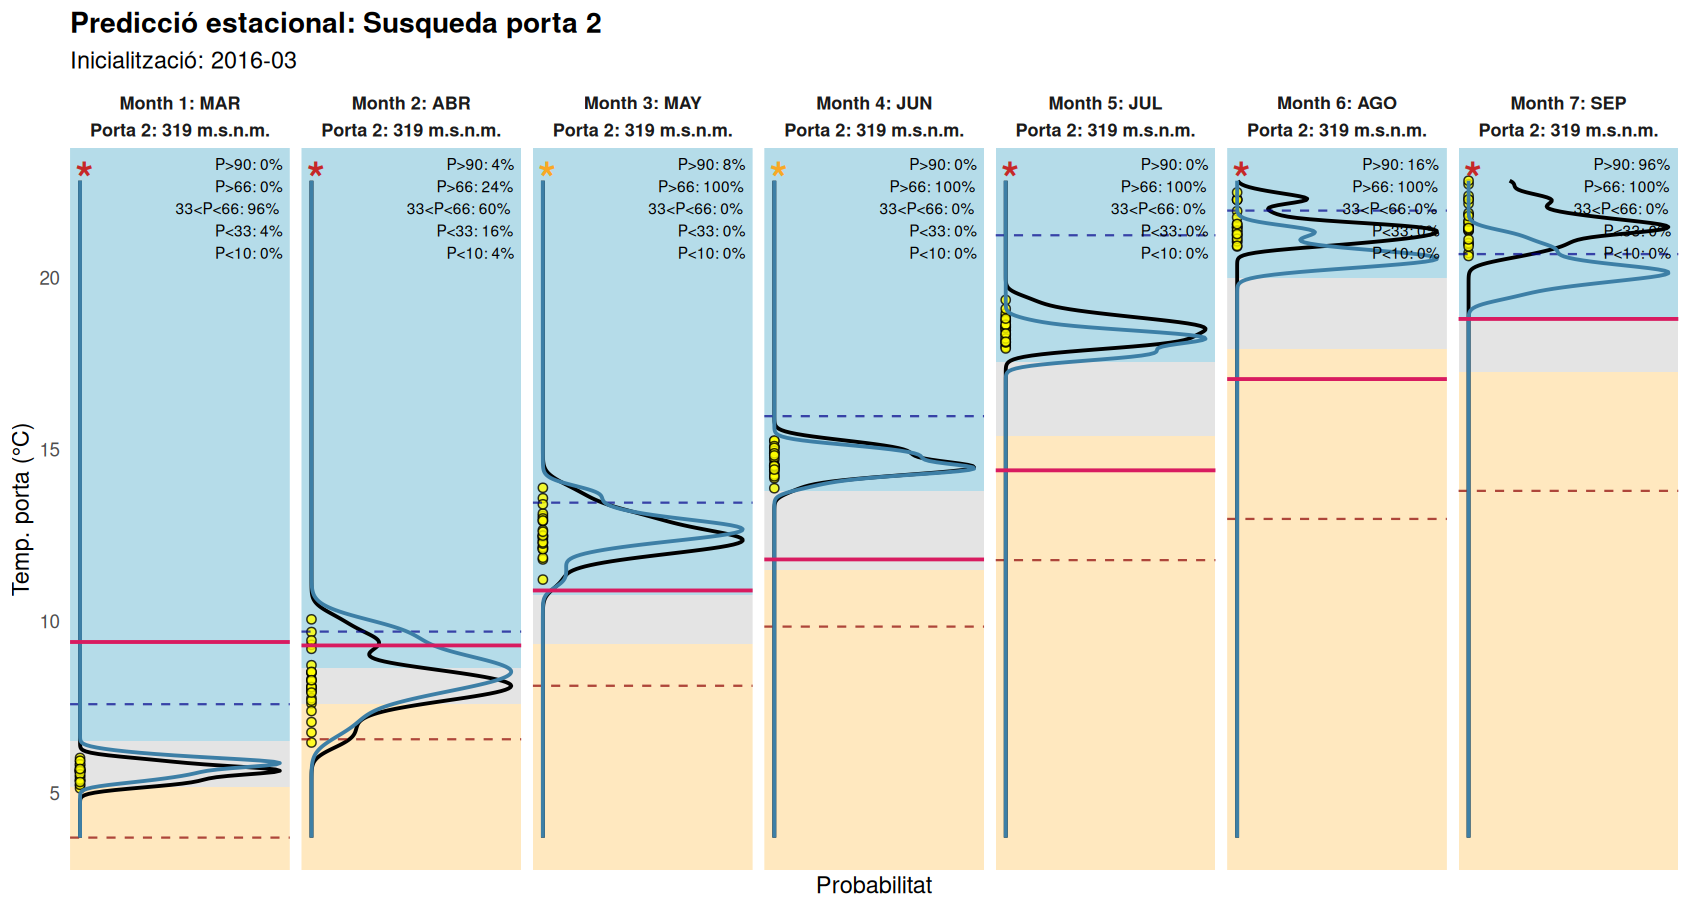 Predicció estacional: Susqueda porta 2
Inicialització: 2016-03
Month 1: MAR
Porta 2: 319 m.s.n.m.
Month 2: ABR
Porta 2: 319 m.s.n.m.
Month 3: MAY
Porta 2: 319 m.s.n.m.
Month 4: JUN
Porta 2: 319 m.s.n.m.
Month 5: JUL
Porta 2: 319 m.s.n.m.
Month 6: AGO
Porta 2: 319 m.s.n.m.
Month 7: SEP
Porta 2: 319 m.s.n.m.
*
P>90: 0%
P>66: 0%
33<P<66: 96%
P<33: 4%
P<10: 0%
*
P>90: 4%
P>66: 24%
33<P<66: 60%
P<33: 16%
P<10: 4%
*
P>90: 8%
P>66: 100%
33<P<66: 0%
P<33: 0%
P<10: 0%
*
P>90: 0%
P>66: 100%
33<P<66: 0%
P<33: 0%
P<10: 0%
*
P>90: 0%
P>66: 100%
33<P<66: 0%
P<33: 0%
P<10: 0%
*
P>90: 16%
P>66: 100%
33<P<66: 0%
P<33: 0%
P<10: 0%
*
P>90: 96%
P>66: 100%
33<P<66: 0%
P<33: 0%
P<10: 0%
20
15
10
5
Temp. porta (°C)
Probabilitat